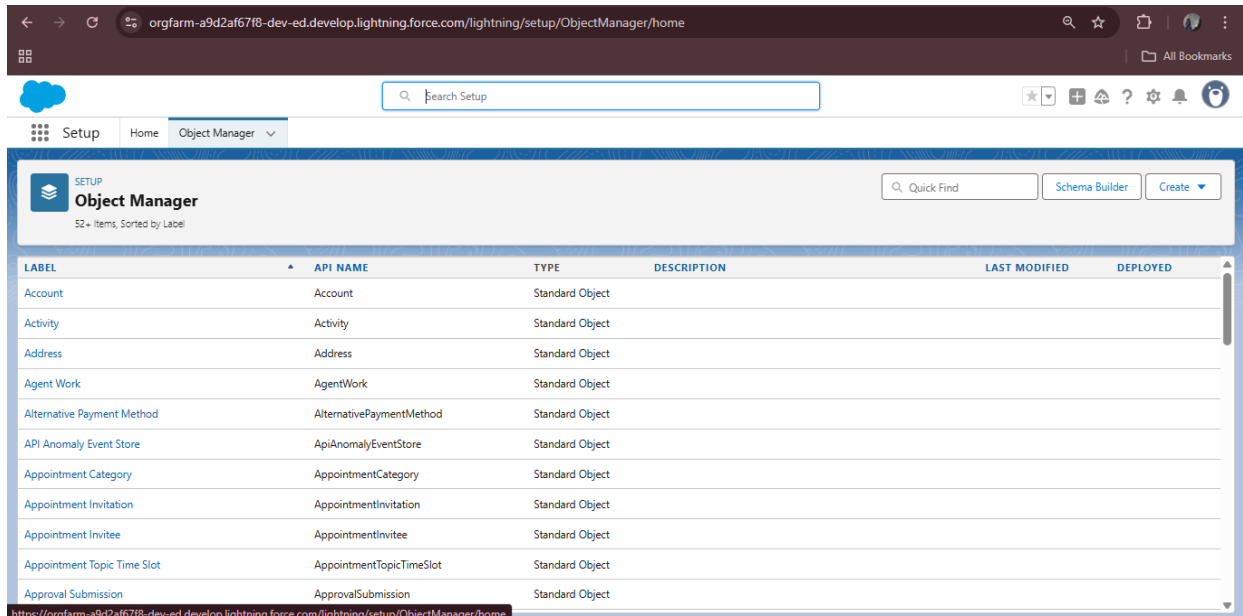 orgfarm-a9d2af67f8-dev-ed.develop.lightning.force.com/lightning/setup/ObjectManager/home
All Bookmarks
Search Setup
Setup Home Object Manager
SETUP
Object Manager
52+ Items, Sorted by Label
Quick Find
Schema Builder
Create
LABEL API NAME TYPE DESCRIPTION LAST MODIFIED DEPLOYED
Account Account Standard Object
Activity Activity Standard Object
Address Address Standard Object
Agent Work AgentWork Standard Object
Alternative Payment Method AlternativePaymentMethod Standard Object
API Anomaly Event Store ApiAnomalyEventStore Standard Object
Appointment Category AppointmentCategory Standard Object
Appointment Invitation AppointmentInvitation Standard Object
Appointment Invitee AppointmentInvitee Standard Object
Appointment Topic Time Slot AppointmentTopicTimeSlot Standard Object
Approval Submission ApprovalSubmission Standard Object
https://orgfarm-a9d2af67f8-dev-ed.develop.lightning.force.com/lightning/setup/ObjectManager/home